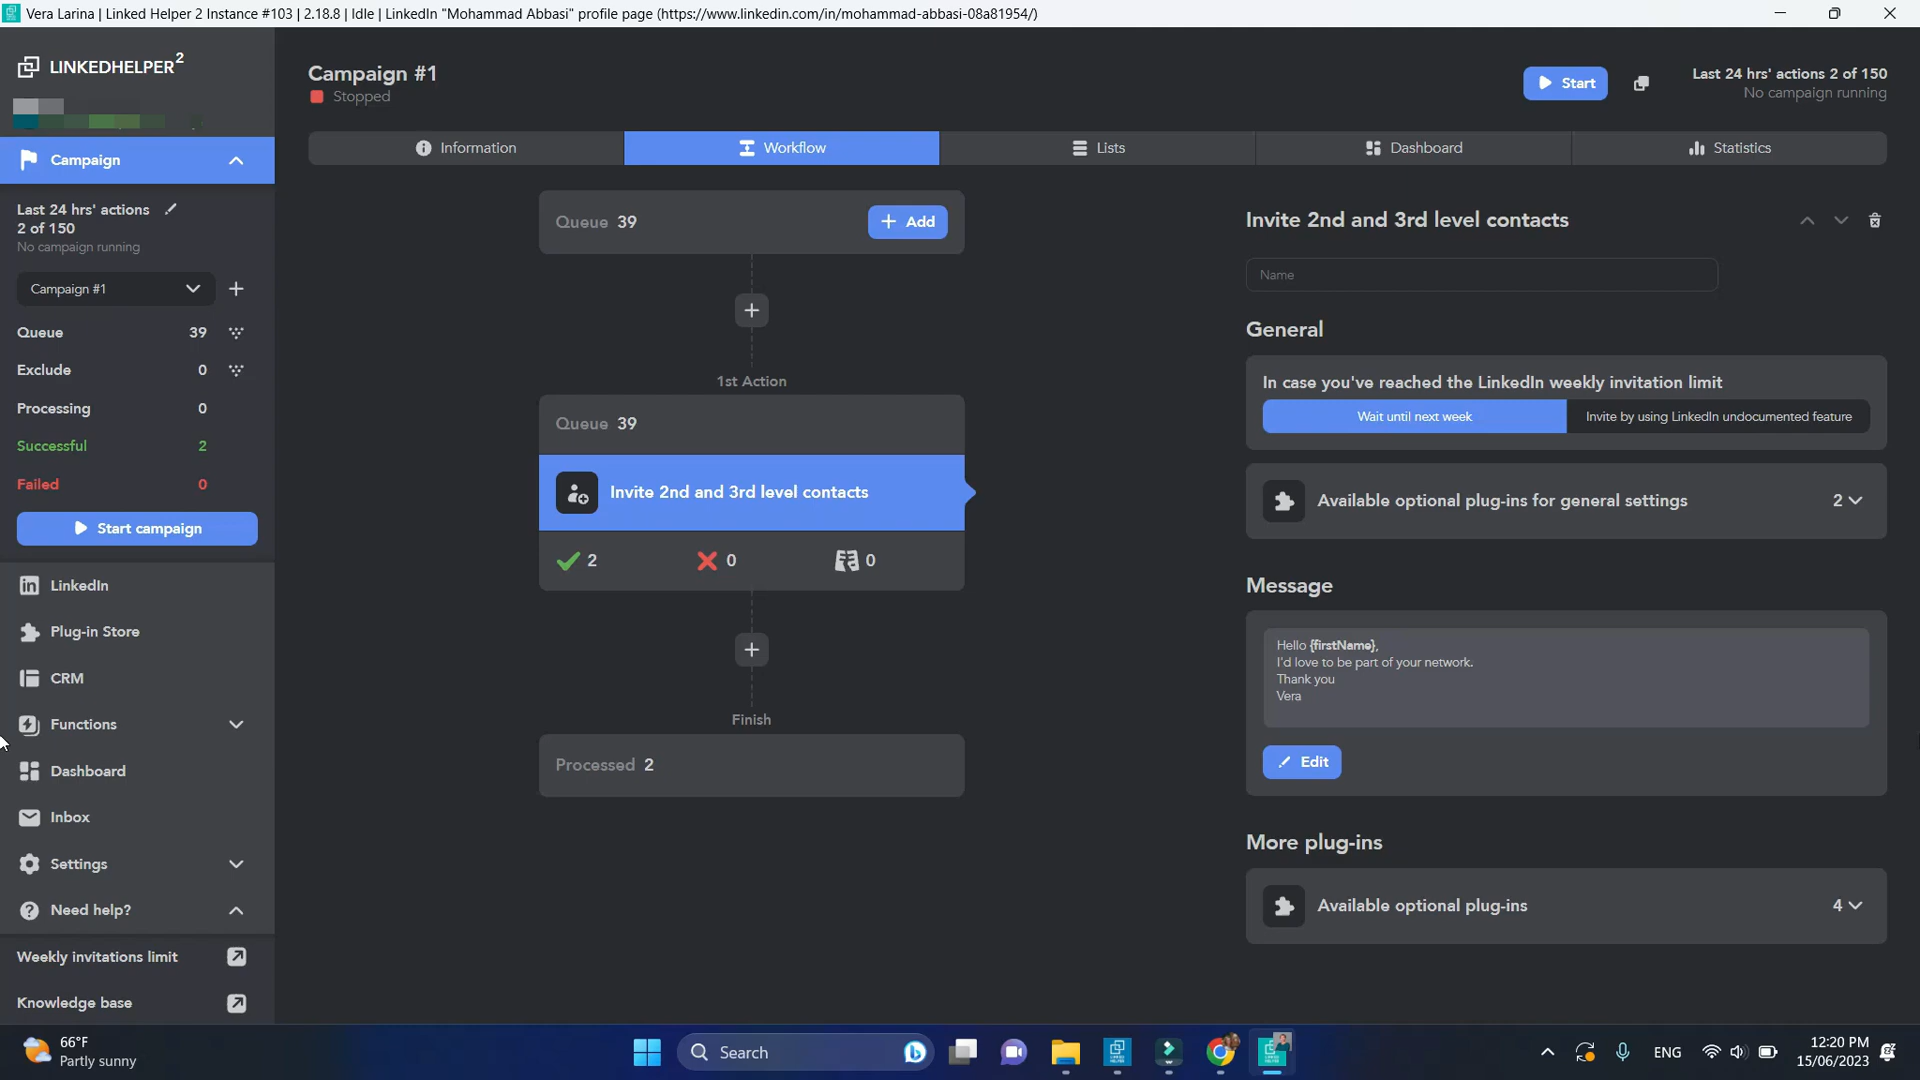 Vera Larina | Linked Helper 2 Instance #103 | 2.18.8 | Idle | LinkedIn "Mohammad Abbasi" profile page (https://www.linkedin.com/in/mohammad-abbasi-08a81954/)
LINKEDHELPER2
Campaign
Last 24 hrs' actions
2 of 150
No campaign running
Campaign #1
Queue 39
Exclude 0
Processing 0
Successful 2
Failed 0
Start campaign
LinkedIn
Plug-in Store
CRM
Functions
Dashboard
Inbox
Settings
Need help?
Weekly invitations limit
Knowledge base
Campaign #1
Stopped
Start
Last 24 hrs' actions 2 of 150
No campaign running
Information
Workflow
Lists
Dashboard
Statistics
Queue 39
Add
1st Action
Queue 39
Invite 2nd and 3rd level contacts
2
0
0
Finish
Processed 2
Invite 2nd and 3rd level contacts
Name
General
In case you've reached the LinkedIn weekly invitation limit
Wait until next week
Invite by using LinkedIn undocumented feature
Available optional plug-ins for general settings 2
Message
Hello {firstName},
I'd love to be part of your network.
Thank you
Vera
Edit
More plug-ins
Available optional plug-ins 4
66°F
Partly sunny
Search
ENG
12:20 PM
15/06/2023